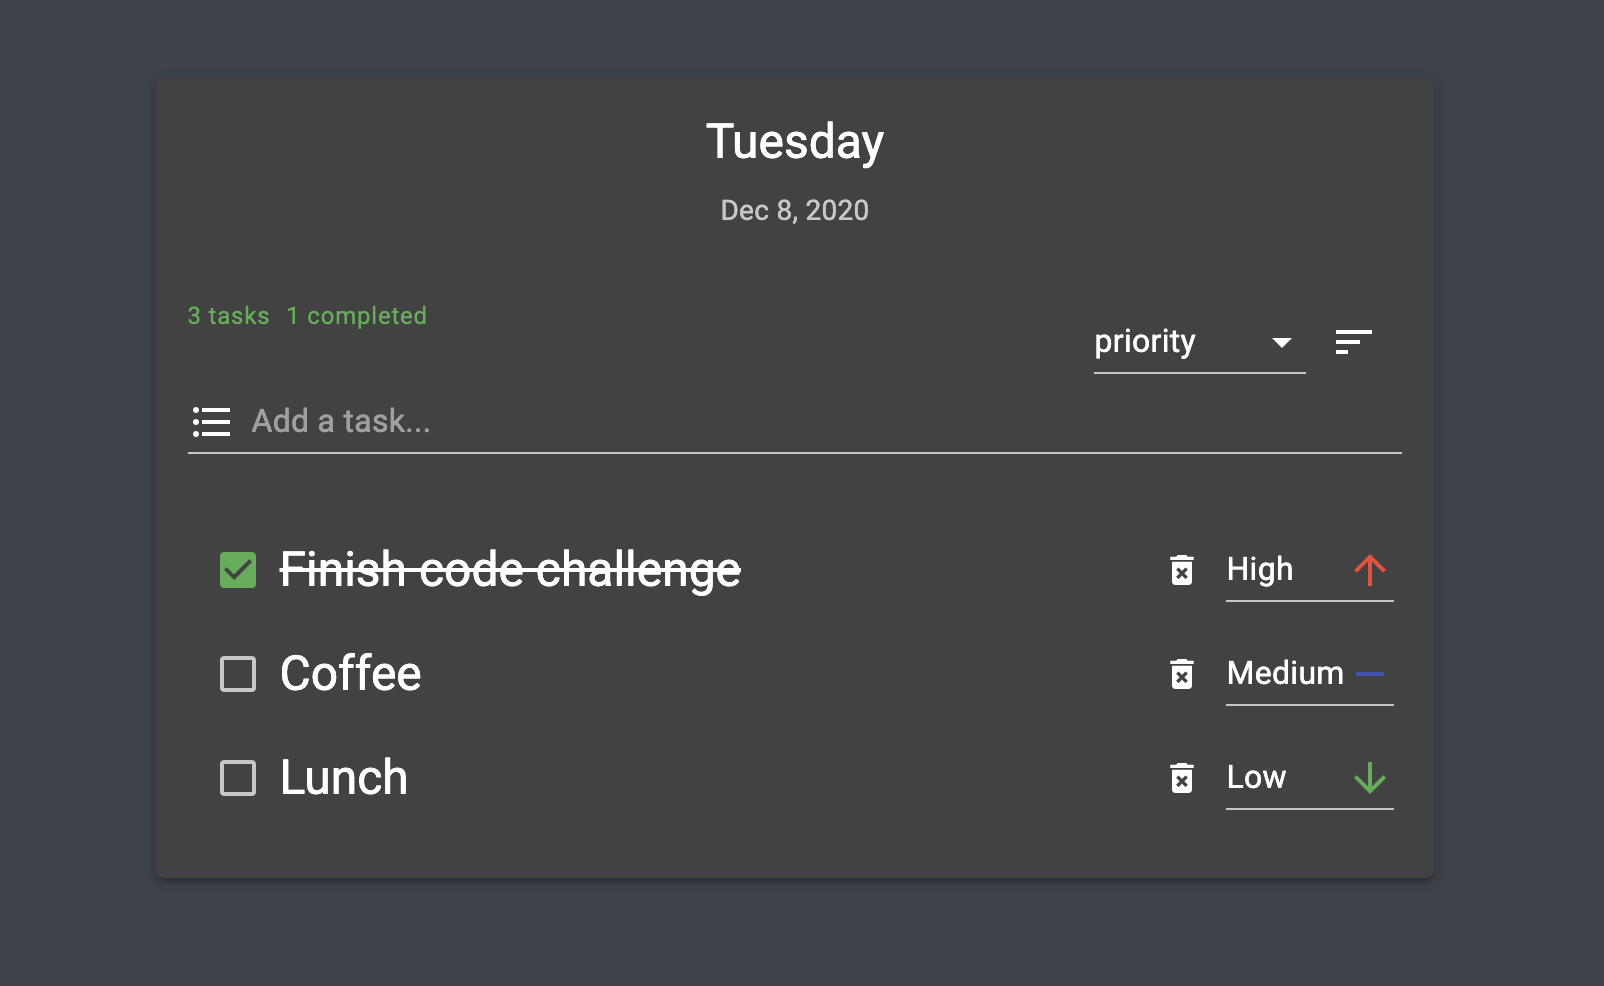 Tuesday
Dec 8, 2020
3 tasks 1 completed
priority
Add a task...
Finish code challenge High
Coffee Medium
Lunch Low